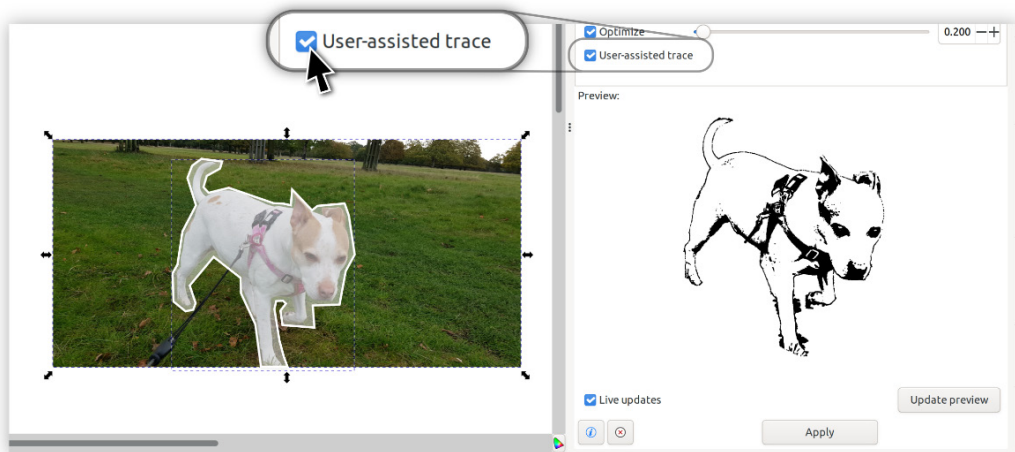 User-assisted trace
Optimize 0.200
User-assisted trace
Preview:
Live updates
Update preview
Apply